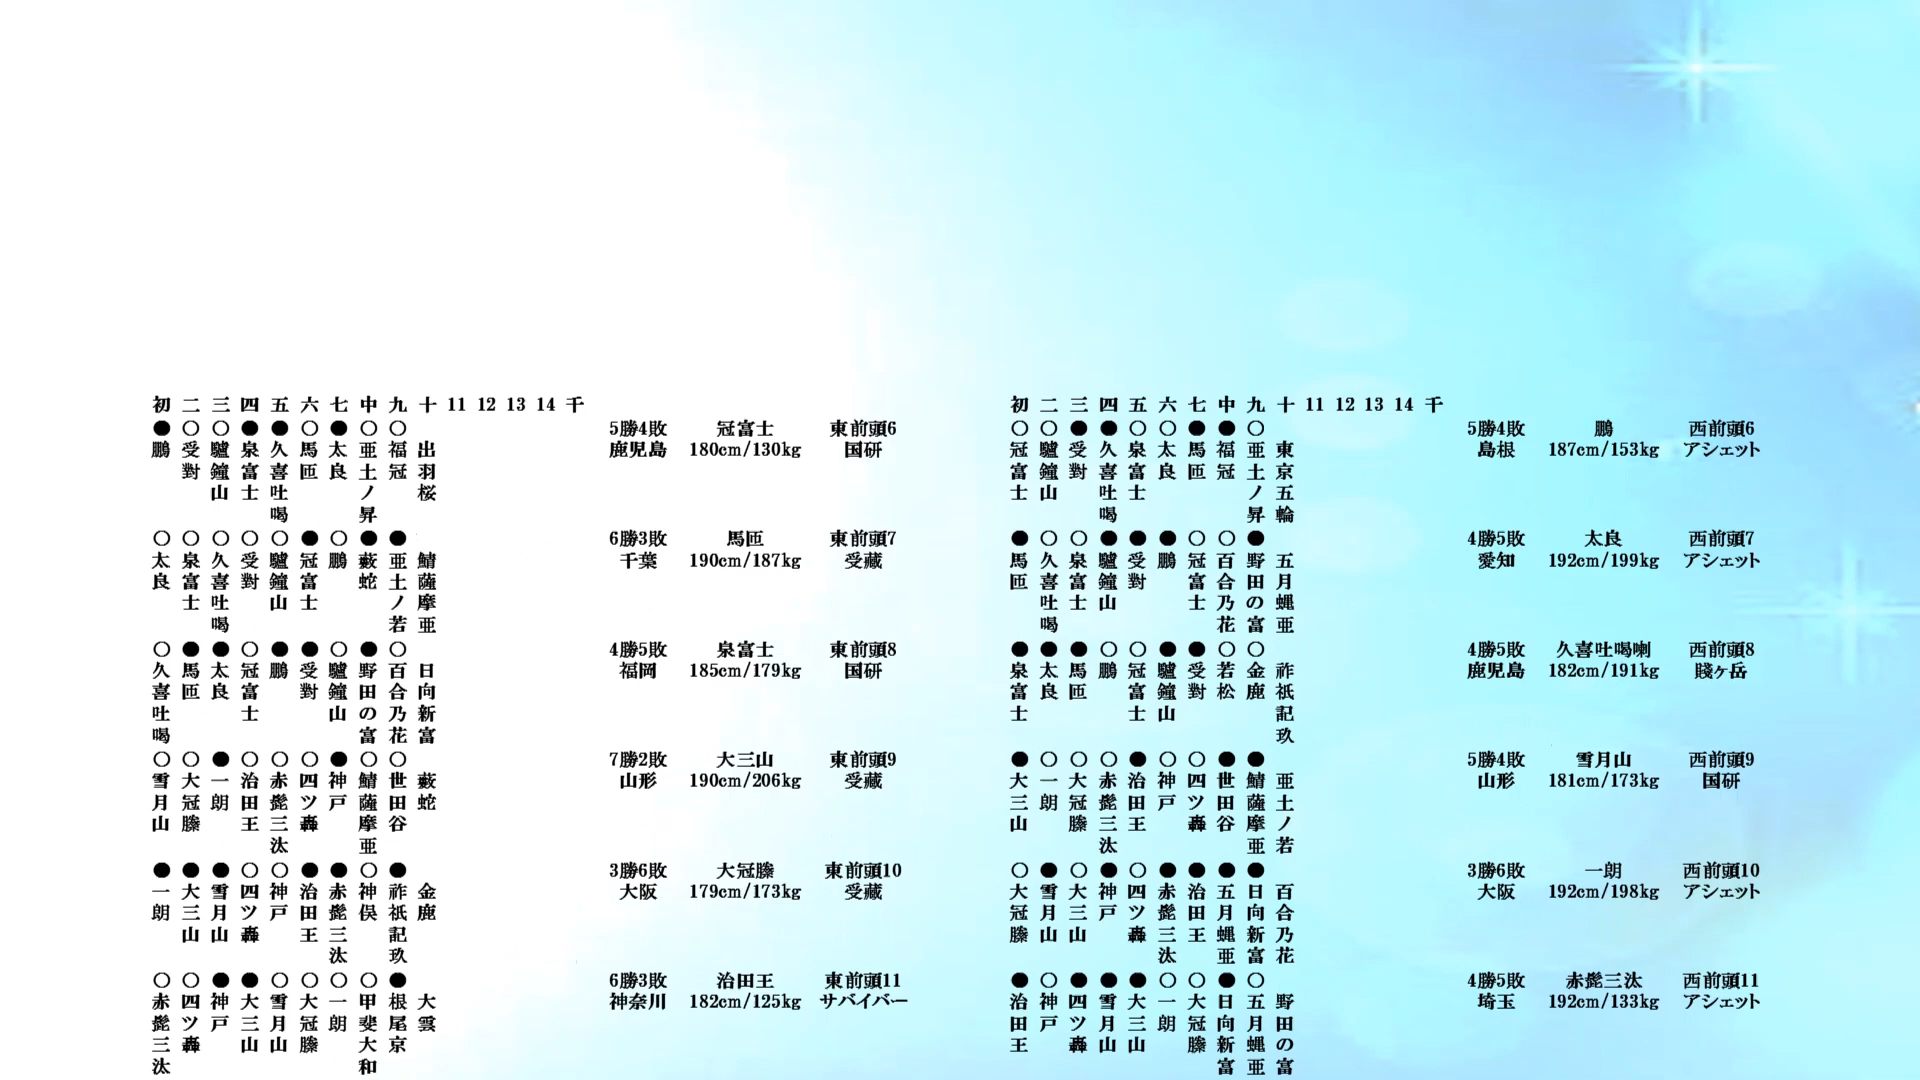 初 二 三 四 五 六 七 中 九 十 11 12 13 14 千
●○○●●○●○○
鵬 受對 驢鐘山 泉富士 久喜吐喝 馬匝 太良 亜土ノ昇 福冠 出羽桜
5勝4敗 冠富士 東前頭6
鹿児島 180cm/130kg 国研
○○○○○●○●●
太良 泉富士 久喜吐喝 受對 驢鐘山 冠富士 鵬 藪蛇 亜土ノ若 鯖薩摩亜
6勝3敗 馬匝 東前頭7
千葉 190cm/187kg 受蔵
○●●○●●○●○
久喜吐喝 馬匝 太良 冠富士 鵬 受對 驢鐘山 野田の富 百合乃花 日向新富
4勝5敗 泉富士 東前頭8
福岡 185cm/179kg 国研
○○●○○○●○○
雪月山 大冠滕 一朗 治田王 赤髭三汰 四ツ轟 神戸 鯖薩摩亜 世田谷 藪蛇
7勝2敗 大三山 東前頭9
山形 190cm/206kg 受蔵
●●●○○●●○●
一朗 大三山 雪月山 四ツ轟 神戸 治田王 赤髭三汰 神俣 祚祇記玖 金鹿
3勝6敗 大冠滕 東前頭10
大阪 179cm/173kg 受蔵
○○●●○○○○●
赤髭三汰 四ツ轟 神戸 大三山 雪月山 大冠滕 一朗 甲斐大和 根尾京 大雲
6勝3敗 治田王 東前頭11
神奈川 182cm/125kg サバイバー
初 二 三 四 五 六 七 中 九 十 11 12 13 14 千
○○●●○○●●○
冠富士 驢鐘山 受對 久喜吐喝 泉富士 太良 馬匝 福冠 亜土ノ昇 東京五輪
5勝4敗 鵬 西前頭6
島根 187cm/153kg アシェット
●○○●●●○○●
馬匝 久喜吐喝 泉富士 驢鐘山 受對 鵬 冠富士 百合乃花 野田の富 五月蝿亜
4勝5敗 太良 西前頭7
愛知 192cm/199kg アシェット
●●●○○●●○○
泉富士 太良 馬匝 鵬 冠富士 驢鐘山 受對 若松 金鹿 祚祇記玖
4勝5敗 久喜吐喝喇 西前頭8
鹿児島 182cm/191kg 賤ヶ岳
●○○○●○○●●
大三山 一朗 大冠滕 赤髭三汰 治田王 神戸 四ツ轟 世田谷 鯖薩摩亜 亜土ノ若
5勝4敗 雪月山 西前頭9
山形 181cm/173kg 国研
○●○●○●●●●
大冠滕 雪月山 大三山 神戸 四ツ轟 赤髭三汰 治田王 五月蝿亜 日向新富 百合乃花
3勝6敗 一朗 西前頭10
大阪 192cm/198kg アシェット
●○●●●○○●○
治田王 神戸 四ツ轟 雪月山 大三山 一朗 大冠滕 日向新富 五月蝿亜 野田の富
4勝5敗 赤髭三汰 西前頭11
埼玉 192cm/133kg アシェット